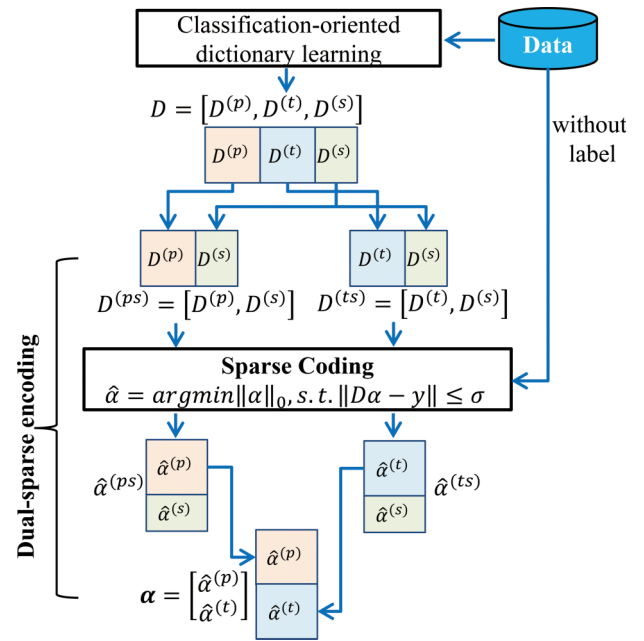 Classification-oriented
dictionary learning
Data
without
label
D = [D^(p), D^(t), D^(s)]
D^(p) D^(t) D^(s)
D^(p) D^(s)
D^(t) D^(s)
D^(ps) = [D^(p), D^(s)]
D^(ts) = [D^(t), D^(s)]
Dual-sparse encoding
Sparse Coding
α̂ = argmin‖α‖₀, s.t.‖Dα − y‖ ≤ σ
α̂^(ps)
α̂^(p)
α̂^(s)
α̂^(t)
α̂^(s)
α̂^(ts)
α = [α̂^(p)
α̂^(t)]
α̂^(p)
α̂^(t)